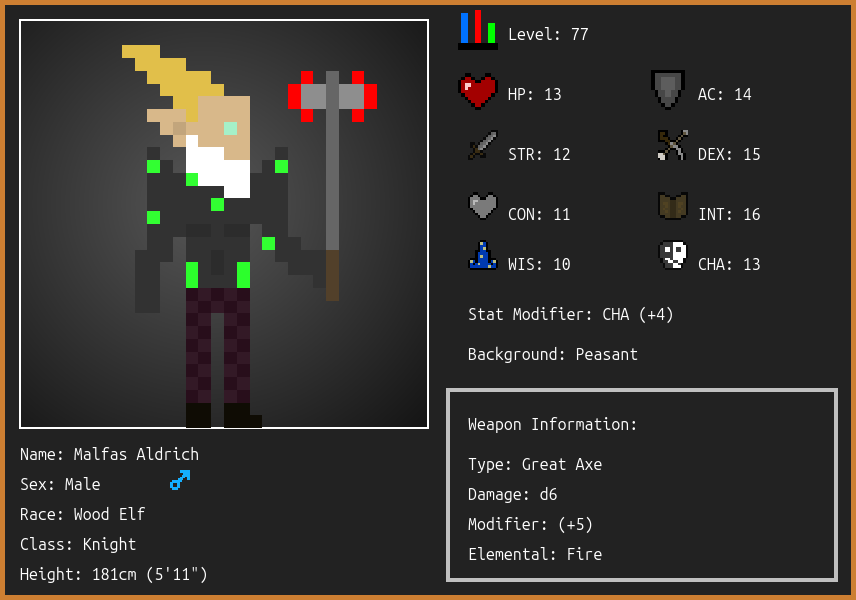 Level: 77
HP: 13
AC: 14
STR: 12
DEX: 15
CON: 11
INT: 16
WIS: 10
CHA: 13
Stat Modifier: CHA (+4)
Background: Peasant
Weapon Information:
Type: Great Axe
Damage: d6
Modifier: (+5)
Elemental: Fire
Name: Malfas Aldrich
Sex: Male
Race: Wood Elf
Class: Knight
Height: 181cm (5'11")